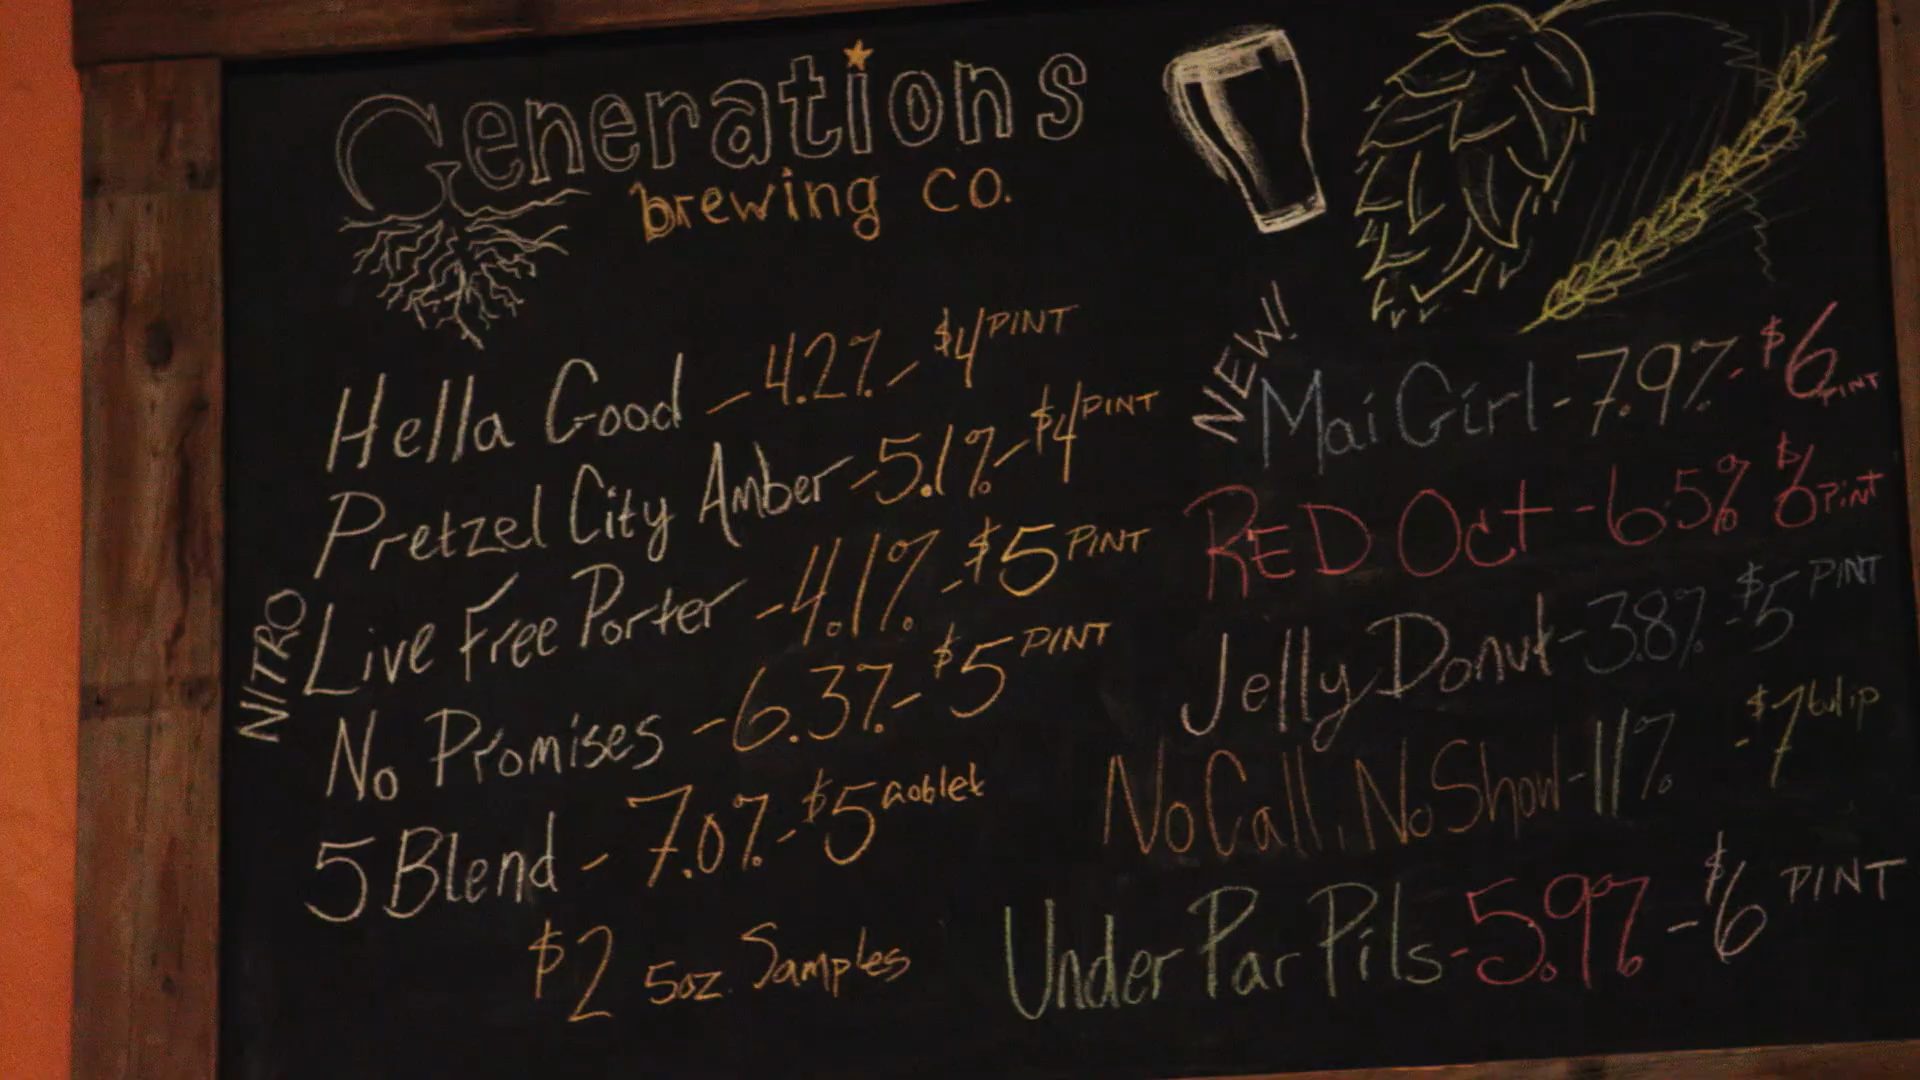 Generations
brewing co.
Hella Good - 4.2% - $4 PINT
Pretzel City Amber - 5.1% - $4 PINT
NITRO Live Free Porter - 4.1% - $5 PINT
No Promises - 6.3% - $5 PINT
5 Blend - 7.0% - $5 Goblet
$2 5oz. Samples
NEW! Mai Girl - 7.9% - $6 PINT
RED Oct - 6.5% $6 Pint
Jelly Donut - 3.8% - $5 PINT
No Call, No Show - 11% - $7 tulip
Under Par Pils - 5.9% - $6 PINT